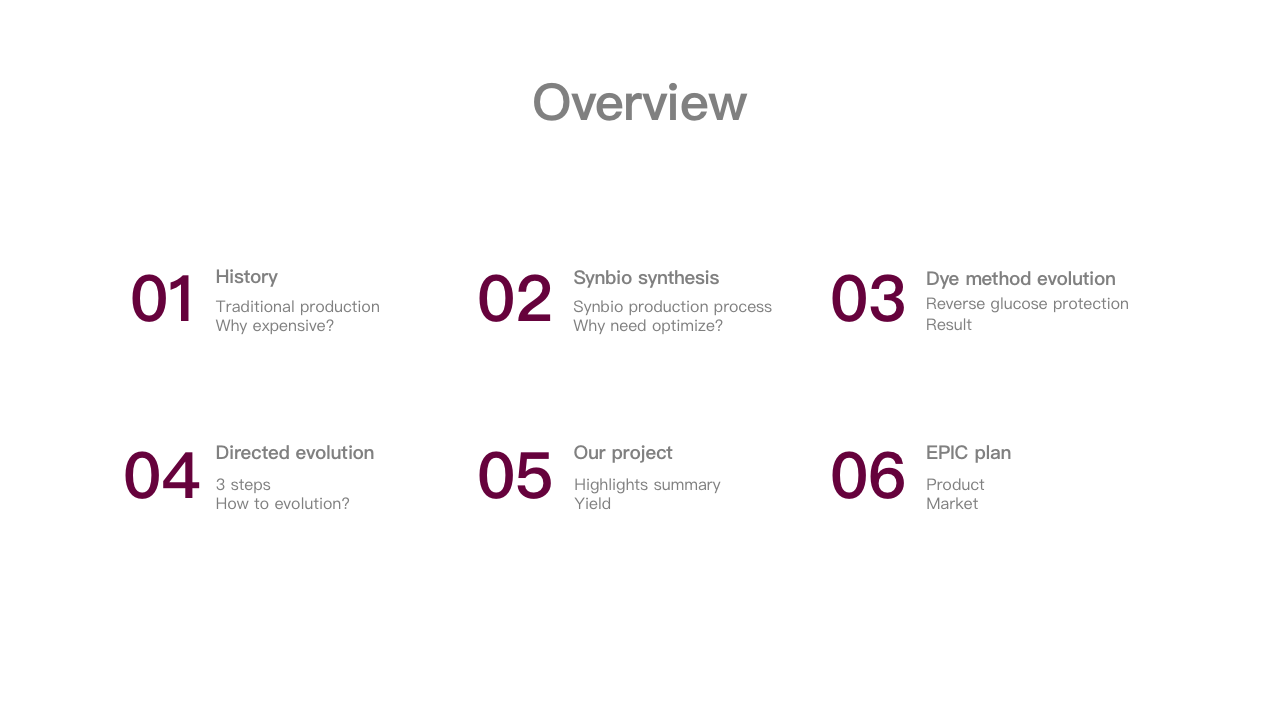 Overview
01
History
Traditional production
Why expensive?
02
Synbio synthesis
Synbio production process
Why need optimize?
03
Dye method evolution
Reverse glucose protection
Result
04
Directed evolution
3 steps
How to evolution?
05
Our project
Highlights summary
Yield
06
EPIC plan
Product
Market